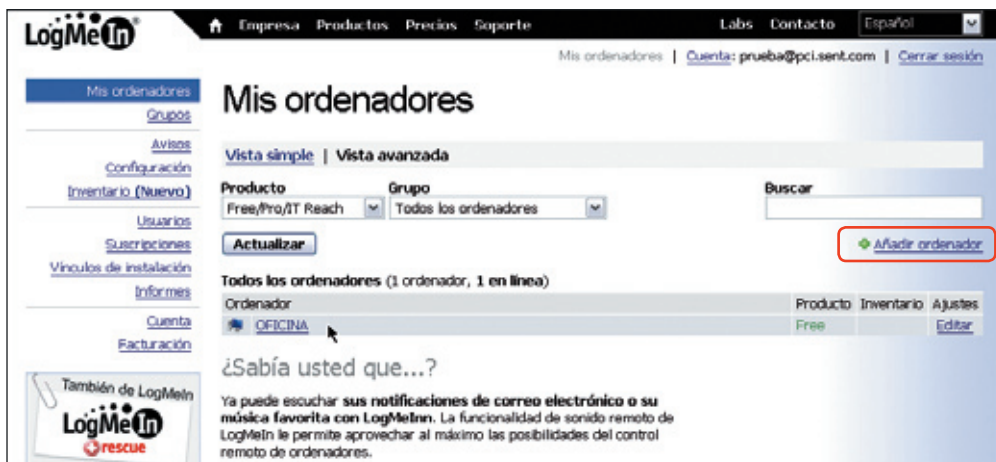 LogMeIn
Empresa Productos Precios Soporte
Labs Contacto Español
Mis ordenadores | Cuenta: prueba@pci.sent.com | Cerrar sesión
Mis ordenadores
Grupos
Avisos
Configuración
Inventario (Nuevo)
Usuarios
Suscripciones
Vínculos de instalación
Informes
Cuenta
Facturación
También de LogMeIn
LogMeIn
rescue
Mis ordenadores
Vista simple | Vista avanzada
Producto Grupo Buscar
Free/Pro/IT Reach Todos los ordenadores
Actualizar Añadir ordenador
Todos los ordenadores (1 ordenador, 1 en línea)
Ordenador Producto Inventario Ajustes
OFICINA Free Editar
¿Sabía usted que...?
Ya puede escuchar sus notificaciones de correo electrónico o su
música favorita con LogMeInn. La funcionalidad de sonido remoto de
LogMeIn le permite aprovechar al máximo las posibilidades del control
remoto de ordenadores.